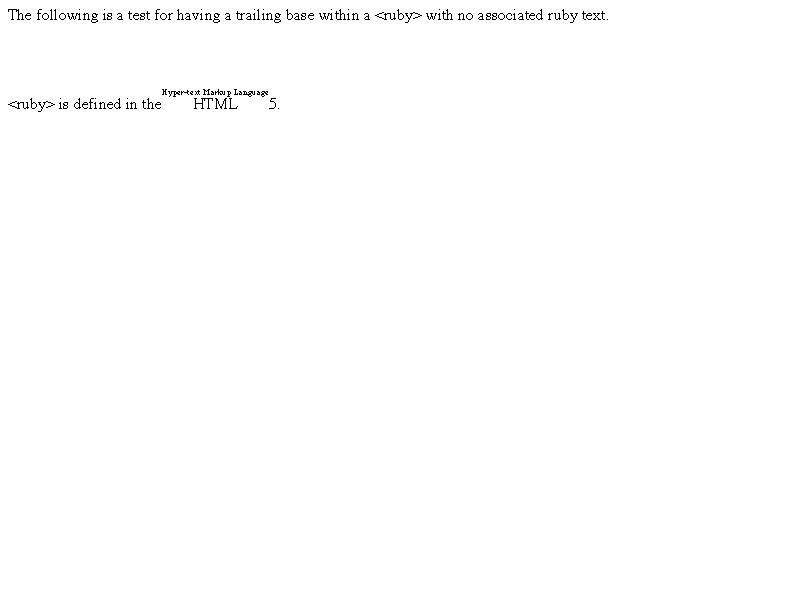 The following is a test for having a trailing base within a <ruby> with no associated ruby text.
Hyper-text Markup Language
<ruby> is defined in the HTML 5.